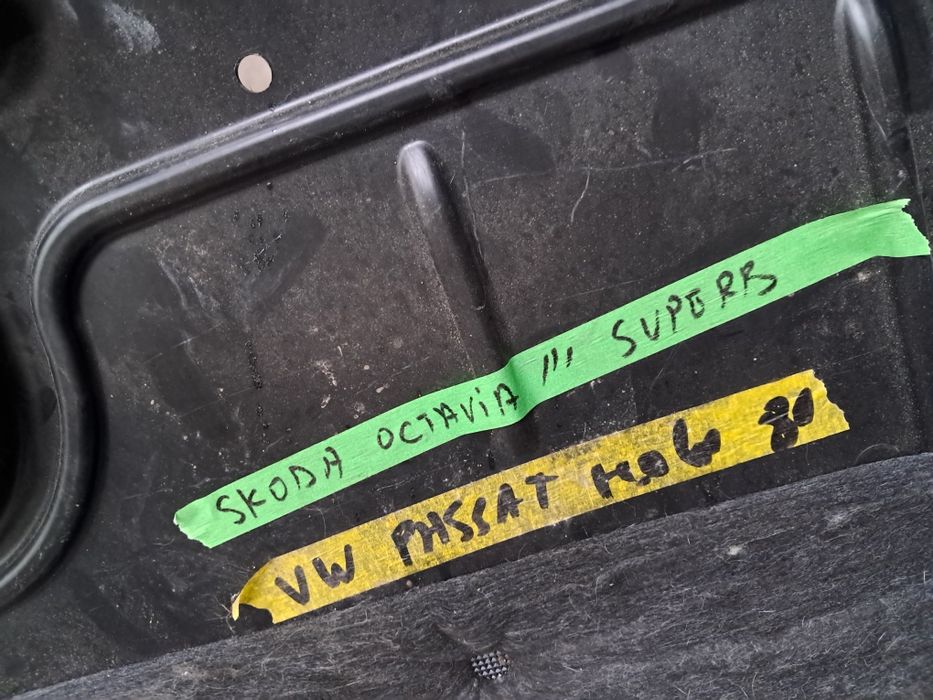 SKODA OCTAVIA III SUPERB
VW PASSAT